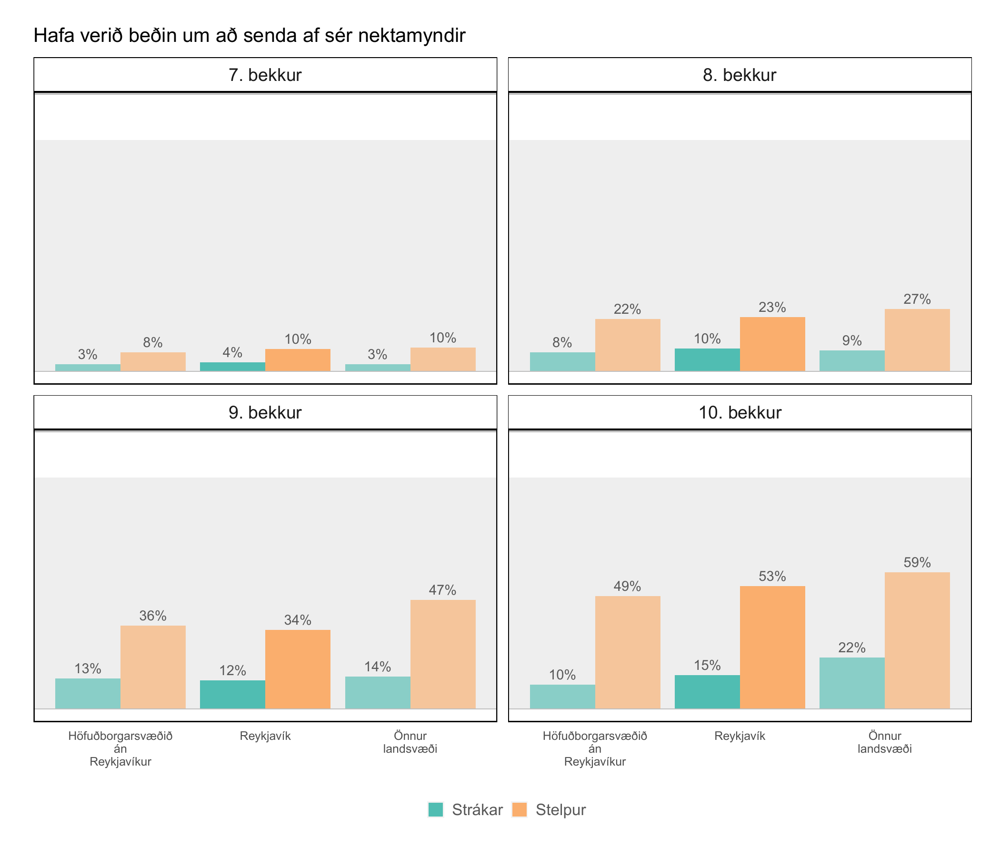 Hafa verið beðin um að senda af sér nektamyndir
7. bekkur
3%
8%
4%
10%
3%
10%
8. bekkur
8%
22%
10%
23%
9%
27%
9. bekkur
13%
36%
12%
34%
14%
47%
10. bekkur
10%
49%
15%
53%
22%
59%
Höfuðborgarsvæðið
án
Reykjavíkur
Reykjavík
Önnur
landsvæði
Höfuðborgarsvæðið
án
Reykjavíkur
Reykjavík
Önnur
landsvæði
Strákar
Stelpur